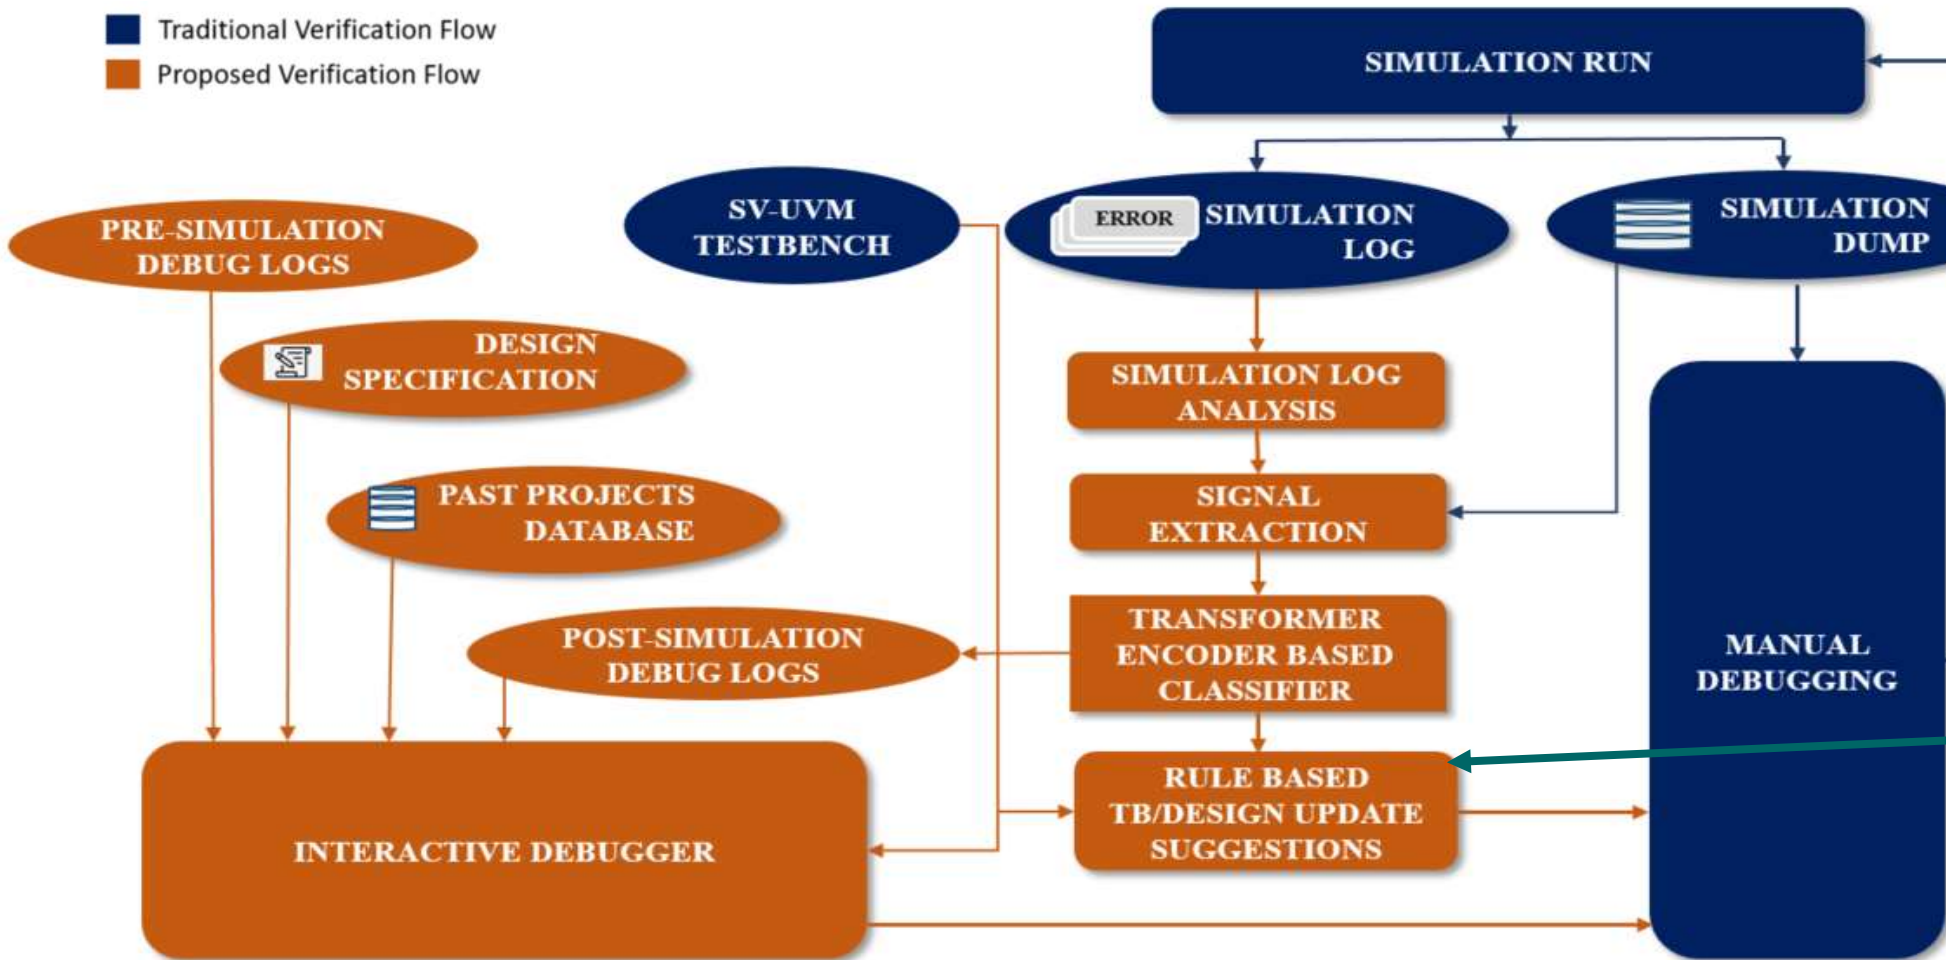 Traditional Verification Flow
Proposed Verification Flow
SIMULATION RUN
PRE-SIMULATION
DEBUG LOGS
SV-UVM
TESTBENCH
ERROR
SIMULATION
LOG
SIMULATION
DUMP
DESIGN
SPECIFICATION
SIMULATION LOG
ANALYSIS
PAST PROJECTS
DATABASE
SIGNAL
EXTRACTION
POST-SIMULATION
DEBUG LOGS
TRANSFORMER
ENCODER BASED
CLASSIFIER
MANUAL
DEBUGGING
INTERACTIVE DEBUGGER
RULE BASED
TB/DESIGN UPDATE
SUGGESTIONS